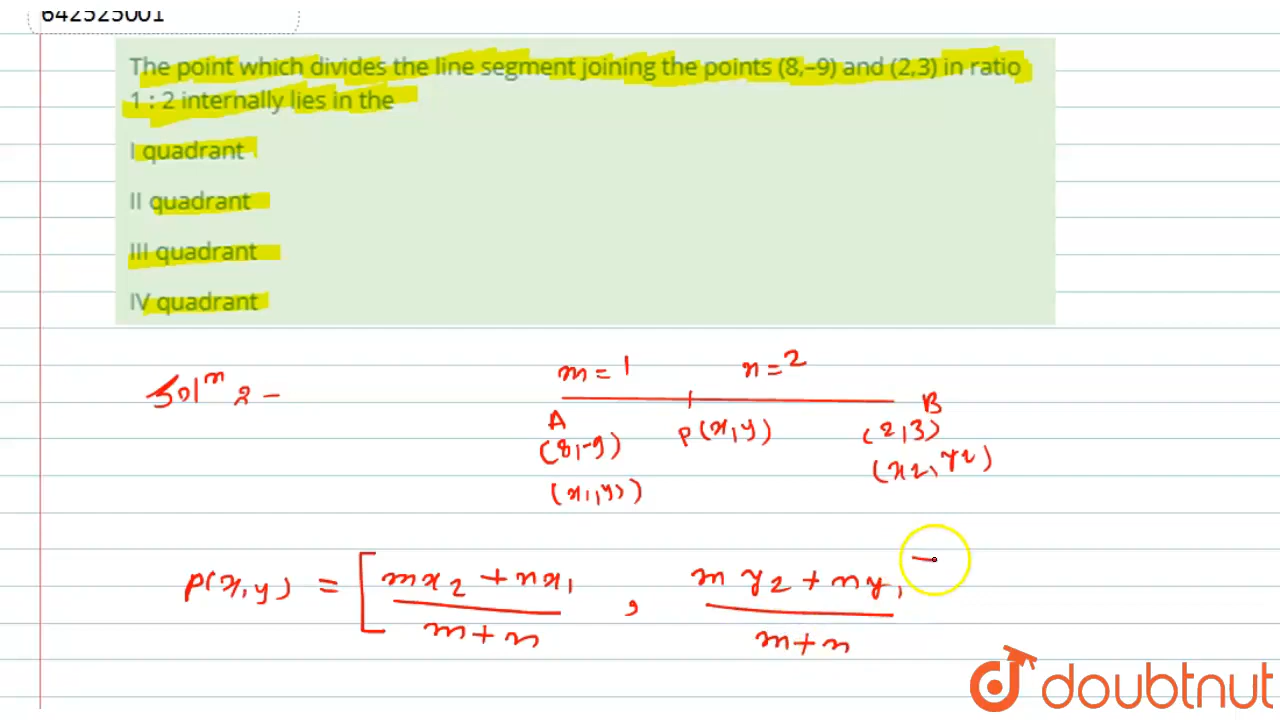 642525001
The point which divides the line segment joining the points (8,–9) and (2,3) in ratio
1 : 2 internally lies in the
I quadrant
II quadrant
III quadrant
IV quadrant
m = 1 n = 2
Solⁿ :-
A B
(8,-9) P(x,y) (2,3)
(x₁,y₁) (x₂,y₂)
P(x,y) = [ mx₂ + nx₁ / m+n , my₂ + ny₁ / m+n
doubtnut